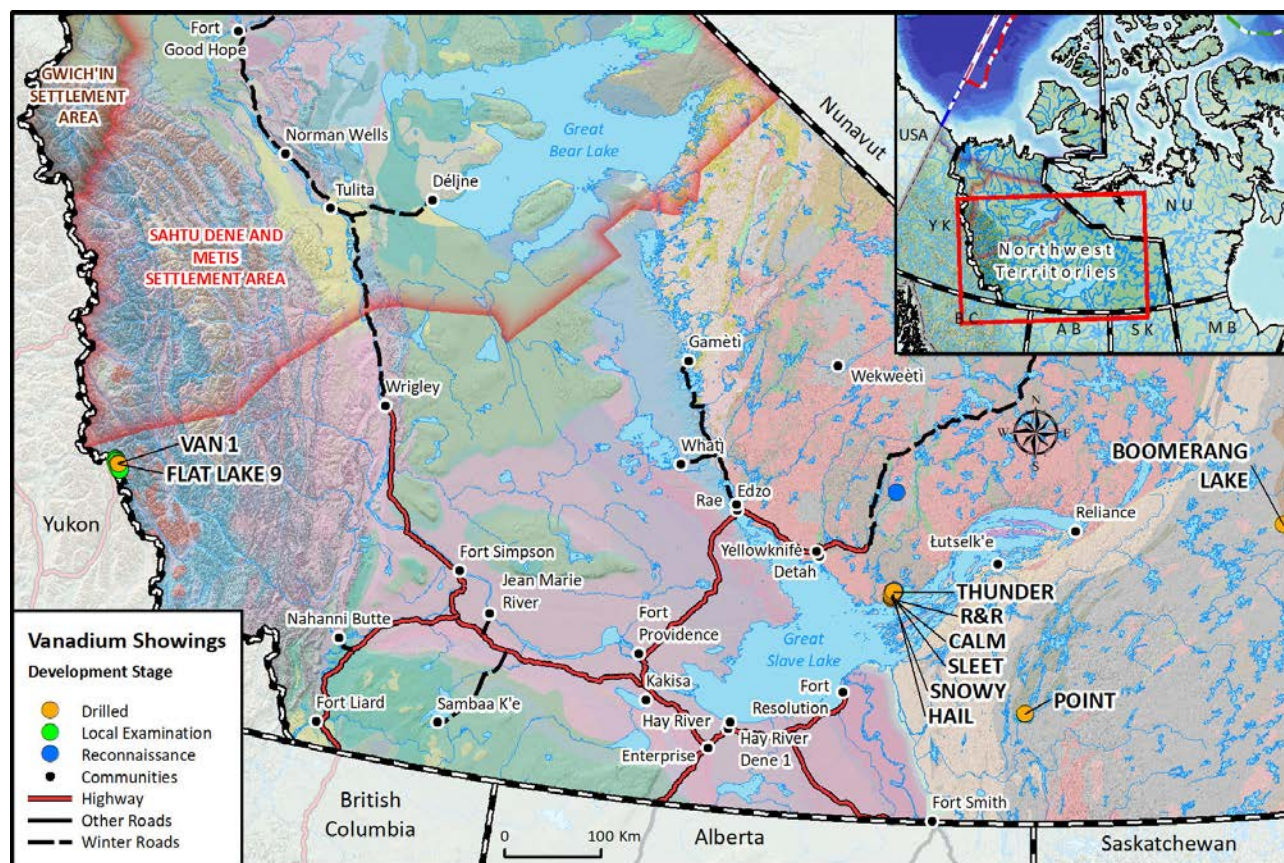 Fort
Good Hope
GWICH'IN
SETTLEMENT
AREA
Norman Wells
Great
Bear Lake
Nunavut
Tulita
Délįne
SAHTU DENE AND
METIS
SETTLEMENT AREA
USA
YK
NU
Northwest
Territories
BC
AB
SK
MB
Gamètì
Wekweètì
Wrigley
N
W
E
S
Whatì
VAN 1
FLAT LAKE 9
BOOMERANG
LAKE
Edzo
Rae
Yukon
Reliance
Łutselk'e
Yellowknife
Detah
Fort Simpson
Jean Marie
River
THUNDER
R&R
CALM
SLEET
SNOWY
HAIL
Nahanni Butte
Fort
Providence
Great
Slave Lake
POINT
Kakisa
Fort
Resolution
Fort Liard
Sambaa K'e
Hay River
Hay River
Dene 1
Enterprise
Fort Smith
British
Columbia
0
100 Km
Alberta
Saskatchewan
Vanadium Showings
Development Stage
Drilled
Local Examination
Reconnaissance
Communities
Highway
Other Roads
Winter Roads